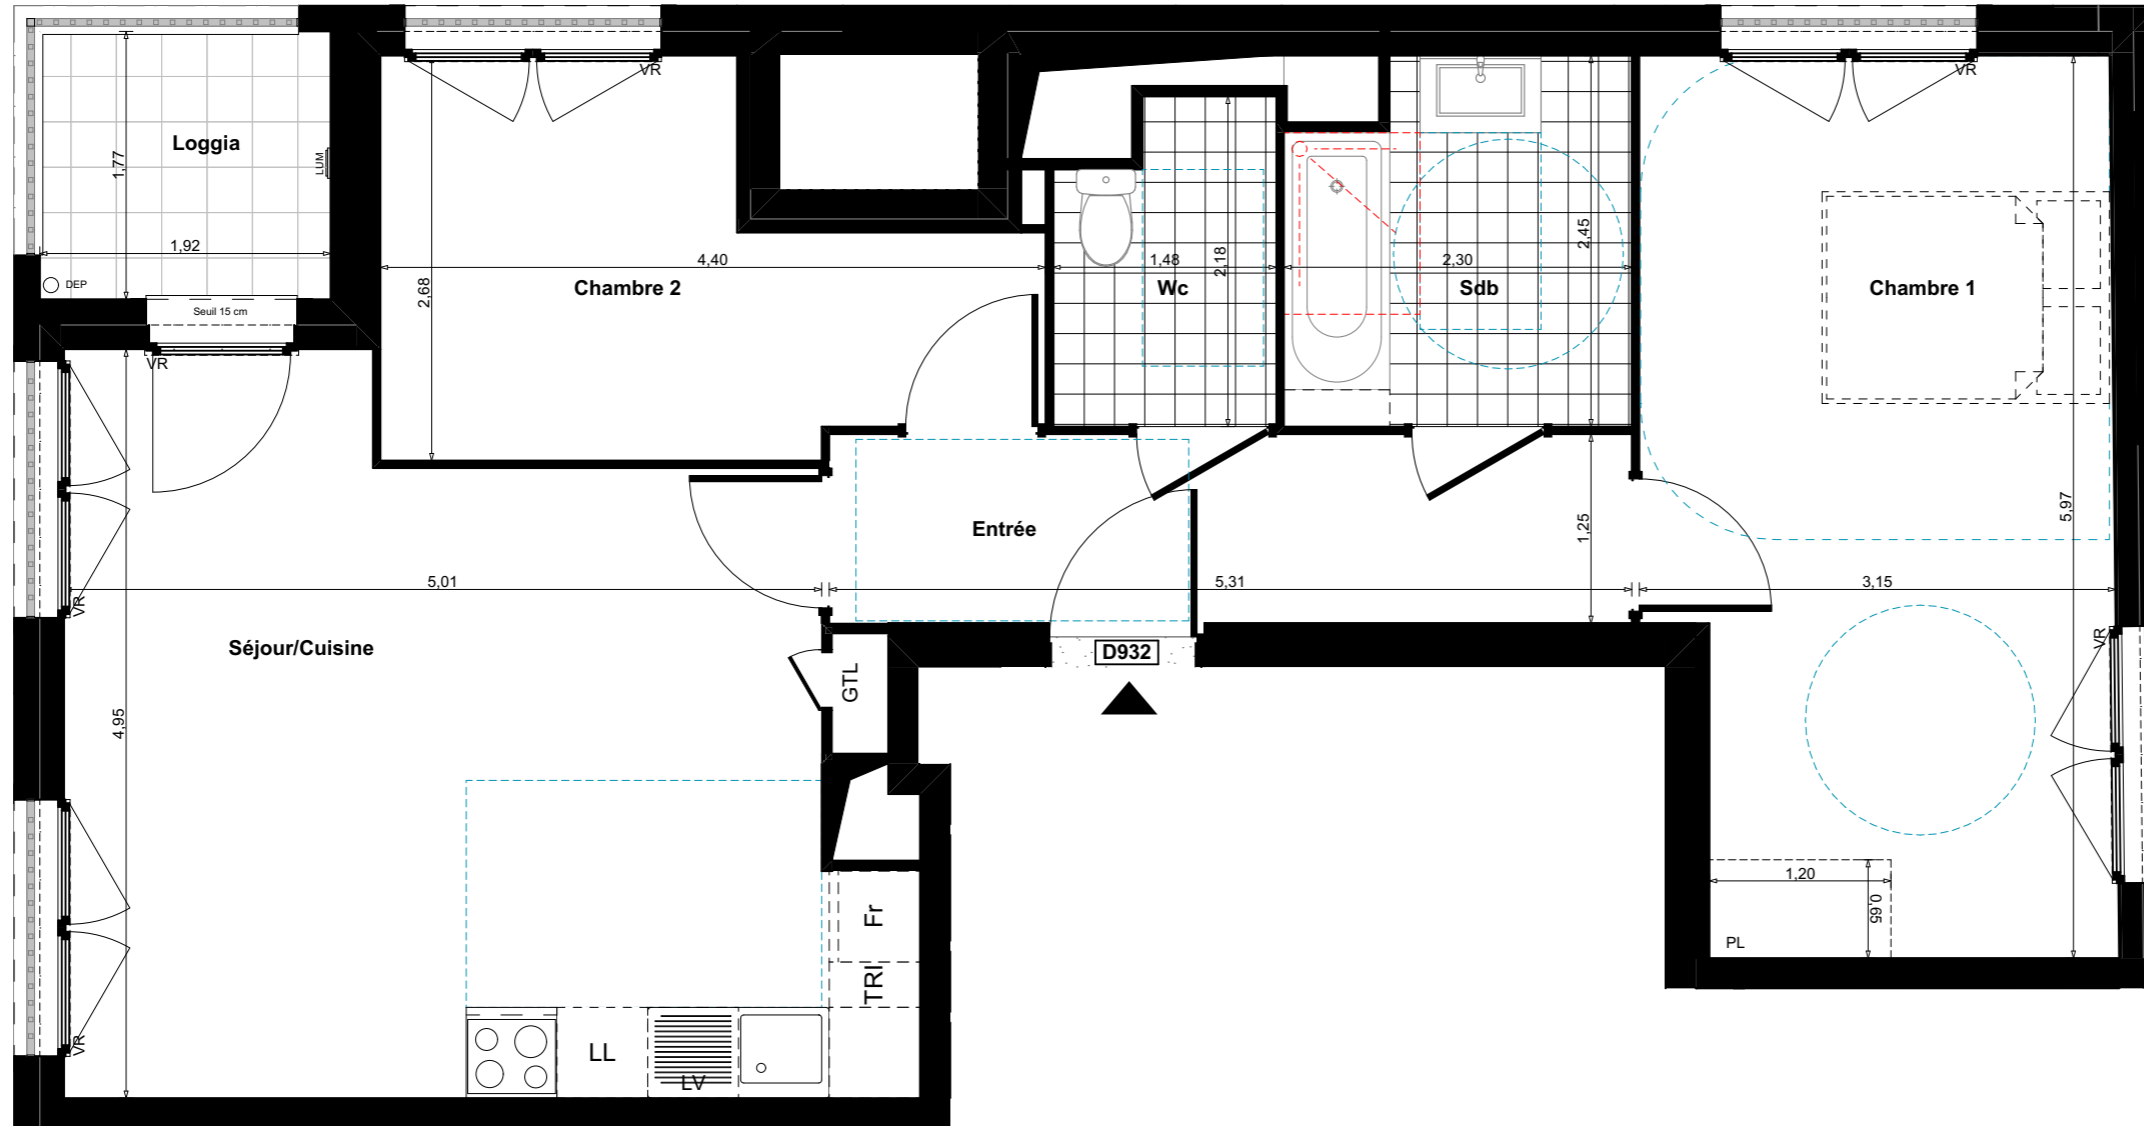 VR
VR
Loggia
1,77
LUM
1,92
DEP
Seuil 15 cm
VR
4,40
2,68
Chambre 2
1,48
2,18
Wc
2,30
2,45
Sdb
Chambre 1
5,97
Entrée
1,25
5,01
5,31
3,15
VR
Séjour/Cuisine
D932
GTL
VR
4,95
1,20
0,65
PL
Fr
TRI
LL
LV
VR